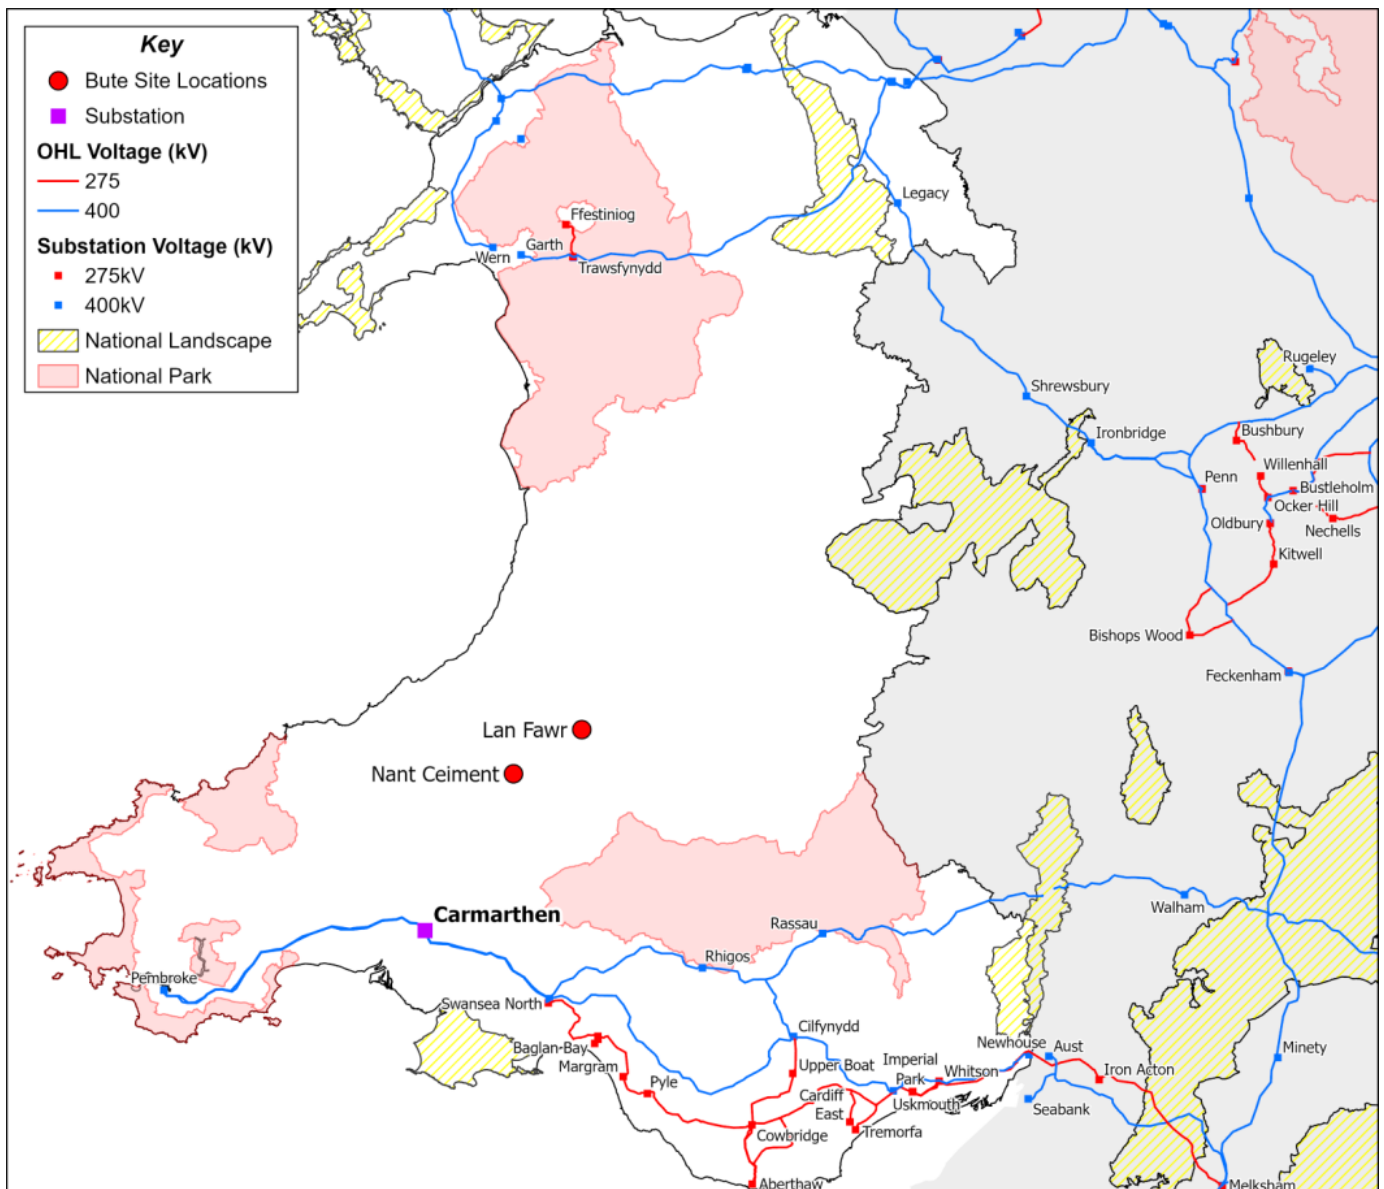 Key
Bute Site Locations
Substation
OHL Voltage (kV)
275
400
Substation Voltage (kV)
275kV
400kV
National Landscape
National Park
Legacy
Ffestiniog
Garth
Wern
Trawsfynydd
Rugeley
Shrewsbury
Ironbridge
Bushbury
Willenhall
Penn
Bustleholm
Ocker Hill
Oldbury
Nechells
Kitwell
Bishops Wood
Feckenham
Lan Fawr
Nant Ceiment
Carmarthen
Walham
Rassau
Rhigos
Pembroke
Swansea North
Cilfynydd
Baglan-Bay
Margram
Upper Boat
Pyle
Imperial
Park
Whitson
Newhouse
Aust
Minety
Iron Acton
Cardiff
East
Uskmouth
Seabank
Cowbridge
Tremorfa
Aberthaw
Melksham